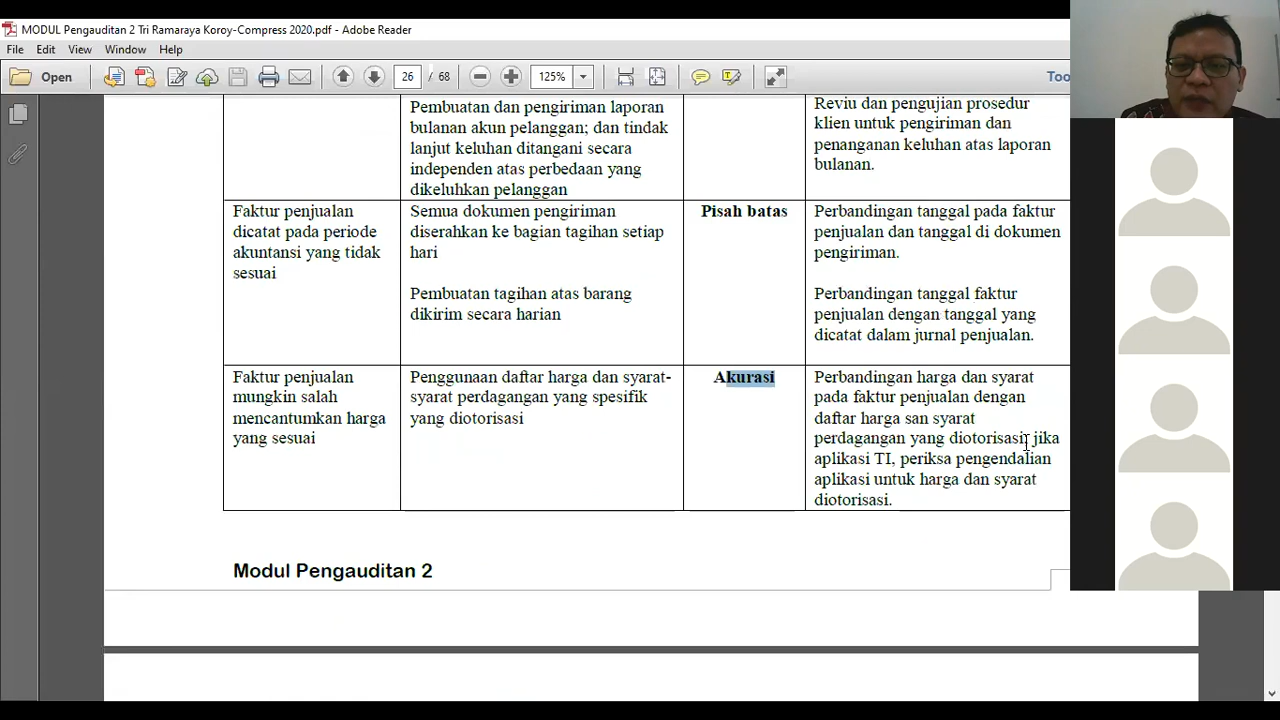 MODUL Pengauditan 2 Tri Ramaraya Koroy-Compress 2020.pdf - Adobe Reader
File Edit View Window Help
Open 26 / 68 125% Too
Pembuatan dan pengiriman laporan
bulanan akun pelanggan; dan tindak
lanjut keluhan ditangani secara
independen atas perbedaan yang
dikeluhkan pelanggan
Reviu dan pengujian prosedur
klien untuk pengiriman dan
penanganan keluhan atas laporan
bulanan.
Faktur penjualan
dicatat pada periode
akuntansi yang tidak
sesuai
Semua dokumen pengiriman
diserahkan ke bagian tagihan setiap
hari
Pembuatan tagihan atas barang
dikirim secara harian
Pisah batas
Perbandingan tanggal pada faktur
penjualan dan tanggal di dokumen
pengiriman.
Perbandingan tanggal faktur
penjualan dengan tanggal yang
dicatat dalam jurnal penjualan.
Faktur penjualan
mungkin salah
mencantumkan harga
yang sesuai
Penggunaan daftar harga dan syarat-
syarat perdagangan yang spesifik
yang diotorisasi
Akurasi
Perbandingan harga dan syarat
pada faktur penjualan dengan
daftar harga san syarat
perdagangan yang diotorisasi; jika
aplikasi TI, periksa pengendalian
aplikasi untuk harga dan syarat
diotorisasi.
Modul Pengauditan 2